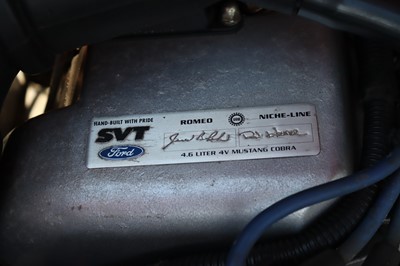 HAND-BUILT WITH PRIDE ROMEO NICHE-LINE
SVT
Ford
4.6 LITER 4V MUSTANG COBRA